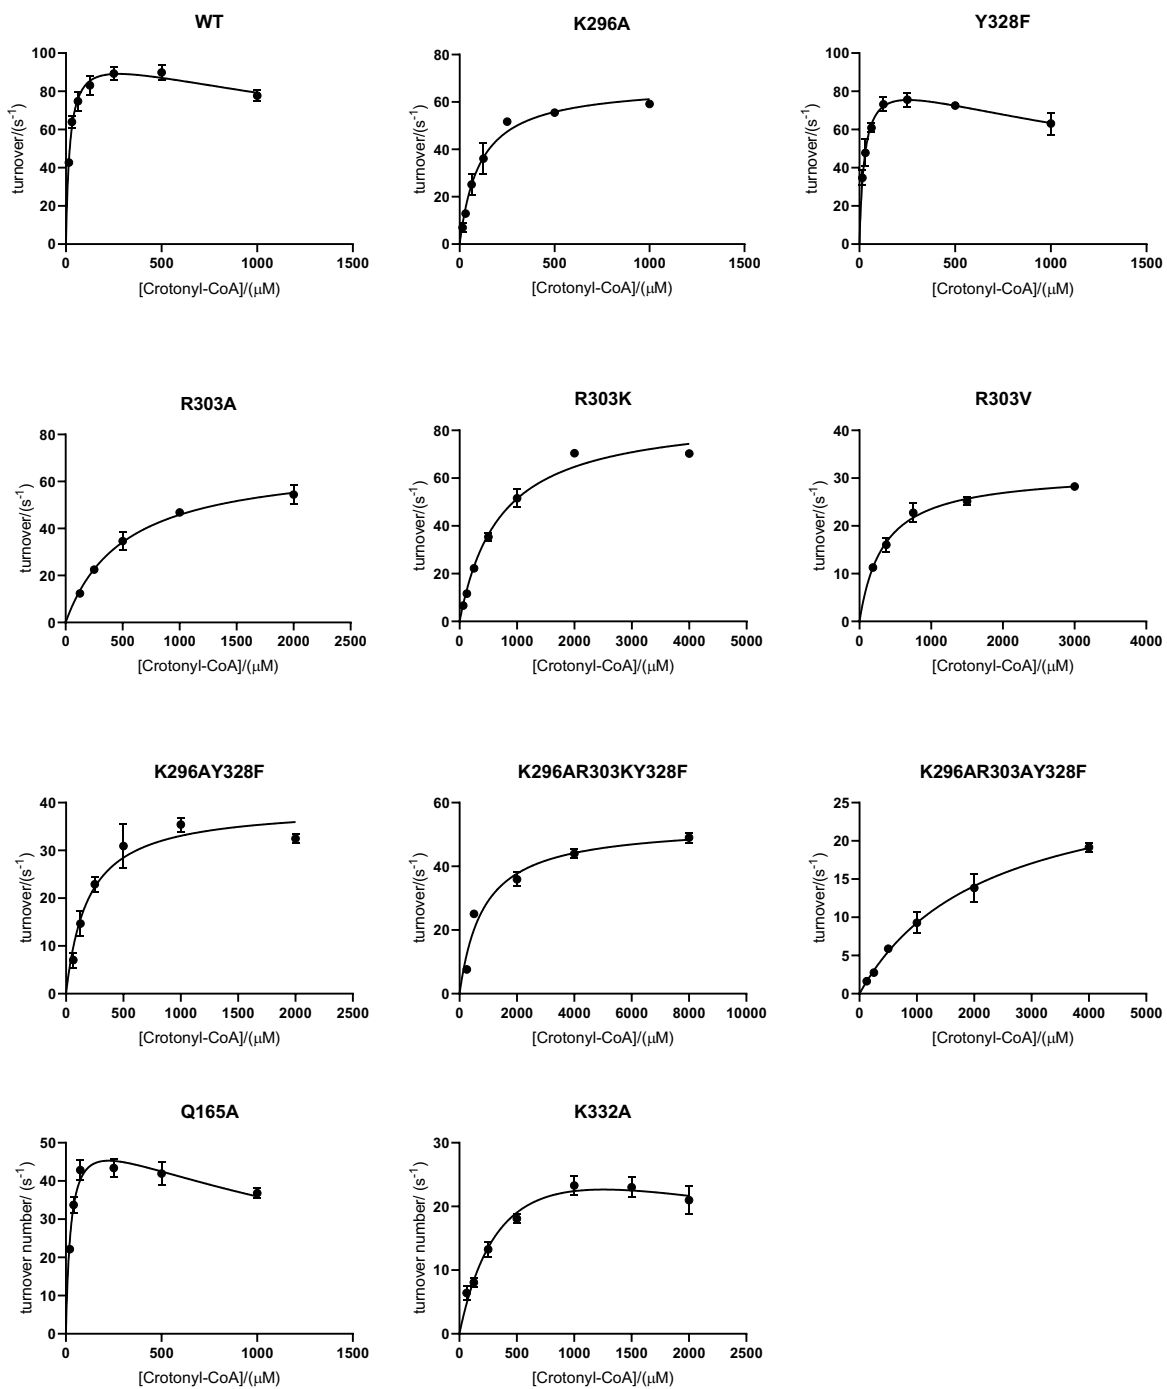 WT K296A Y328F
100 80 60 40 20 0
turnover/(s⁻¹)
0 500 1000 1500
[Crotonyl-CoA]/(μM)
80 60 40 20 0
turnover/(s⁻¹)
0 500 1000 1500
[Crotonyl-CoA]/(μM)
100 80 60 40 20 0
turnover/(s⁻¹)
0 500 1000 1500
[Crotonyl-CoA]/(μM)
R303A R303K R303V
80 60 40 20 0
turnover/(s⁻¹)
0 500 1000 1500 2000 2500
[Crotonyl-CoA]/(μM)
80 60 40 20 0
turnover/(s⁻¹)
0 1000 2000 3000 4000 5000
[Crotonyl-CoA]/(μM)
40 30 20 10 0
turnover/(s⁻¹)
0 1000 2000 3000 4000
[Crotonyl-CoA]/(μM)
K296AY328F K296AR303KY328F K296AR303AY328F
40 30 20 10 0
turnover/(s⁻¹)
0 500 1000 1500 2000 2500
[Crotonyl-CoA]/(μM)
60 40 20 0
turnover/(s⁻¹)
0 2000 4000 6000 8000 10000
[Crotonyl-CoA]/(μM)
25 20 15 10 5 0
turnover/(s⁻¹)
0 1000 2000 3000 4000 5000
[Crotonyl-CoA]/(μM)
Q165A K332A
50 40 30 20 10 0
turnover number/ (s⁻¹)
0 500 1000 1500
[Crotonyl-CoA]/(μM)
30 20 10 0
turnover number/ (s⁻¹)
0 500 1000 1500 2000 2500
[Crotonyl-CoA]/(μM)